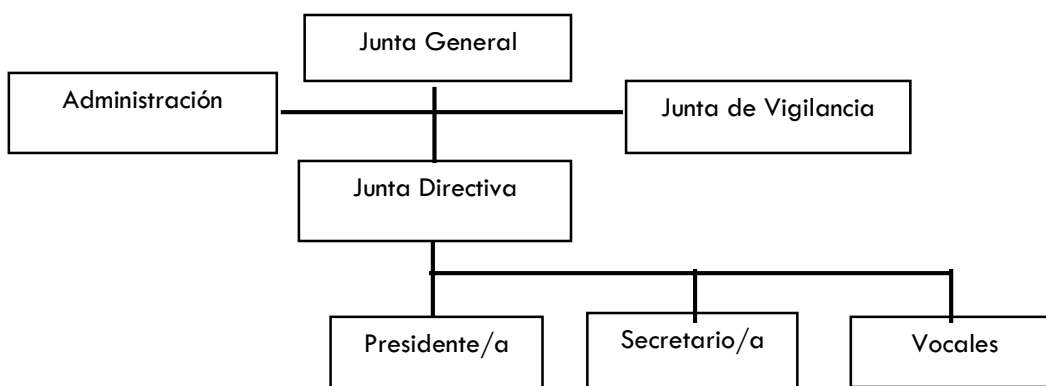 Junta General
Administración
Junta de Vigilancia
Junta Directiva
Presidente/a
Secretario/a
Vocales